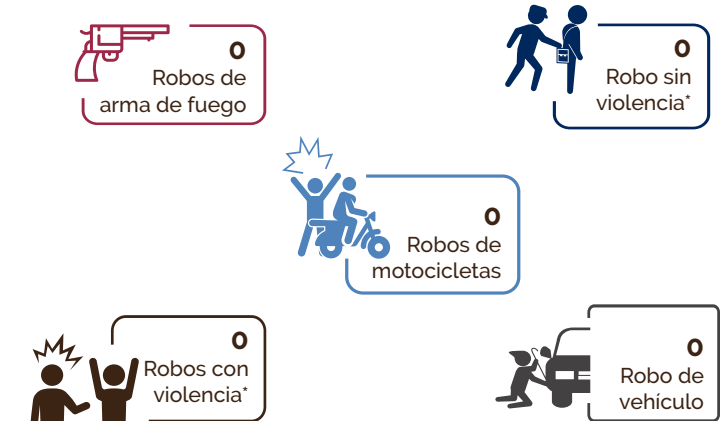 0
Robos de
arma de fuego
0
Robo sin
violencia*
0
Robos de
motocicletas
0
Robos con
violencia*
0
Robo de
vehículo